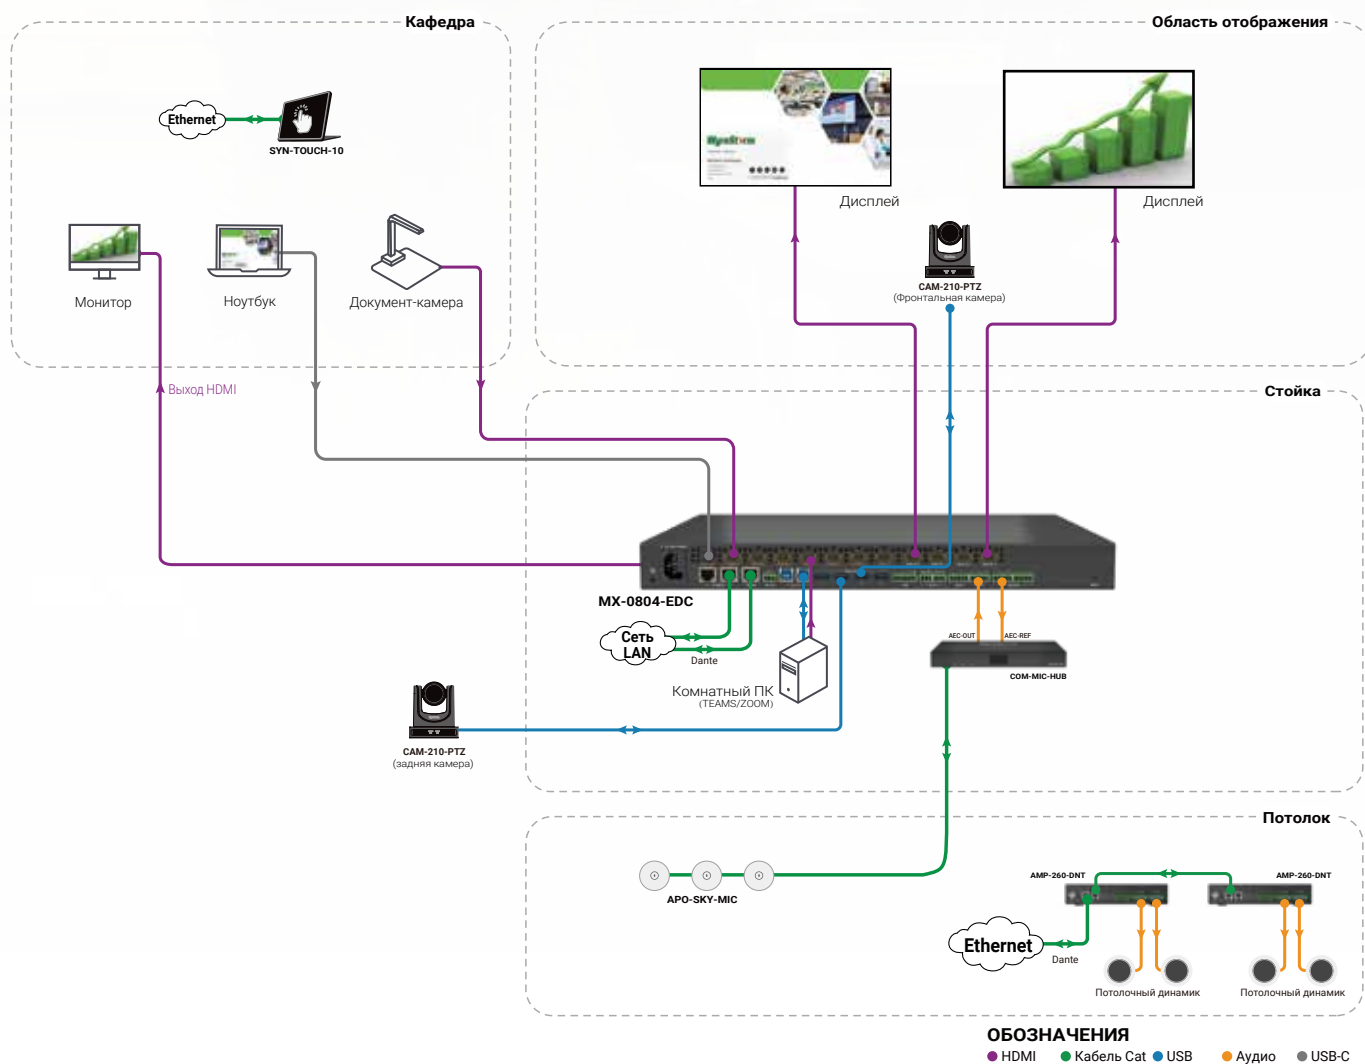 Кафедра
Область отображения
Ethernet
SYN-TOUCH-10
Дисплей
Дисплей
Монитор
Ноутбук
Документ-камера
CAM-210-PTZ
(Фронтальная камера)
Выход HDMI
Стойка
MX-0804-EDC
Сеть
LAN
Dante
AEC-OUT
AEC-REF
COM-MIC-HUB
Комнатный ПК
(TEAMS/ZOOM)
CAM-210-PTZ
(задняя камера)
Потолок
APO-SKY-MIC
AMP-260-DNT
AMP-260-DNT
Ethernet
Dante
Потолочный динамик
Потолочный динамик
ОБОЗНАЧЕНИЯ
HDMI
Кабель Cat
USB
Аудио
USB-C